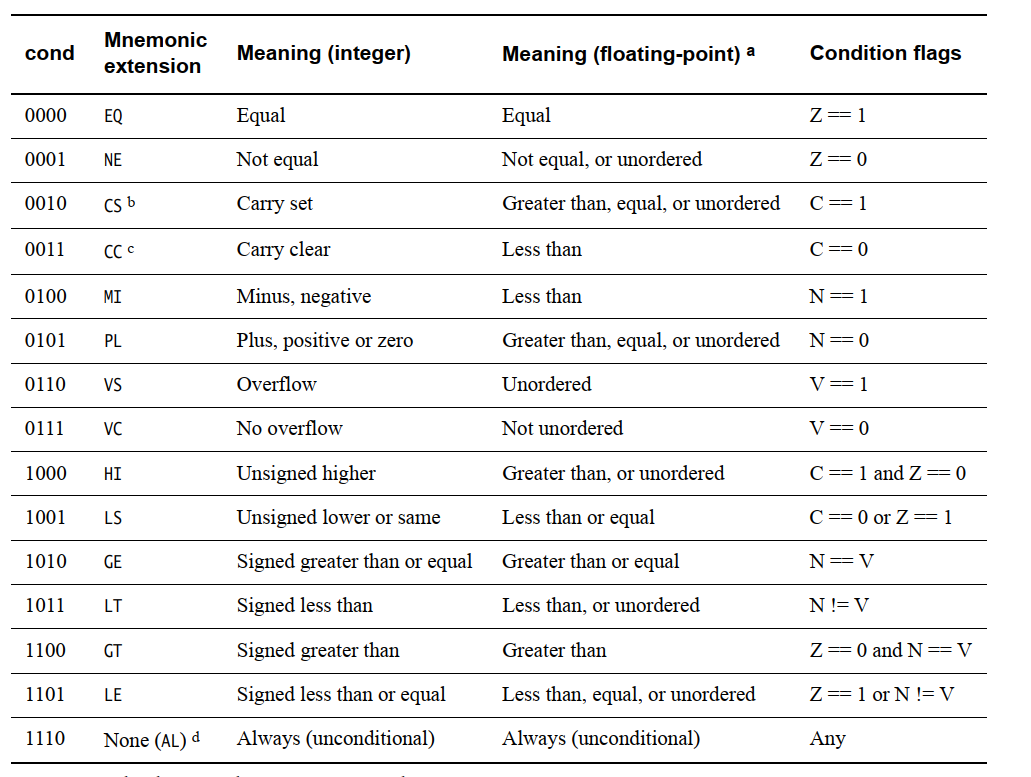 cond Mnemonic extension Meaning (integer) Meaning (floating-point) a Condition flags
0000 EQ Equal Equal Z == 1
0001 NE Not equal Not equal, or unordered Z == 0
0010 CS b Carry set Greater than, equal, or unordered C == 1
0011 CC c Carry clear Less than C == 0
0100 MI Minus, negative Less than N == 1
0101 PL Plus, positive or zero Greater than, equal, or unordered N == 0
0110 VS Overflow Unordered V == 1
0111 VC No overflow Not unordered V == 0
1000 HI Unsigned higher Greater than, or unordered C == 1 and Z == 0
1001 LS Unsigned lower or same Less than or equal C == 0 or Z == 1
1010 GE Signed greater than or equal Greater than or equal N == V
1011 LT Signed less than Less than, or unordered N != V
1100 GT Signed greater than Greater than Z == 0 and N == V
1101 LE Signed less than or equal Less than, equal, or unordered Z == 1 or N != V
1110 None (AL) d Always (unconditional) Always (unconditional) Any